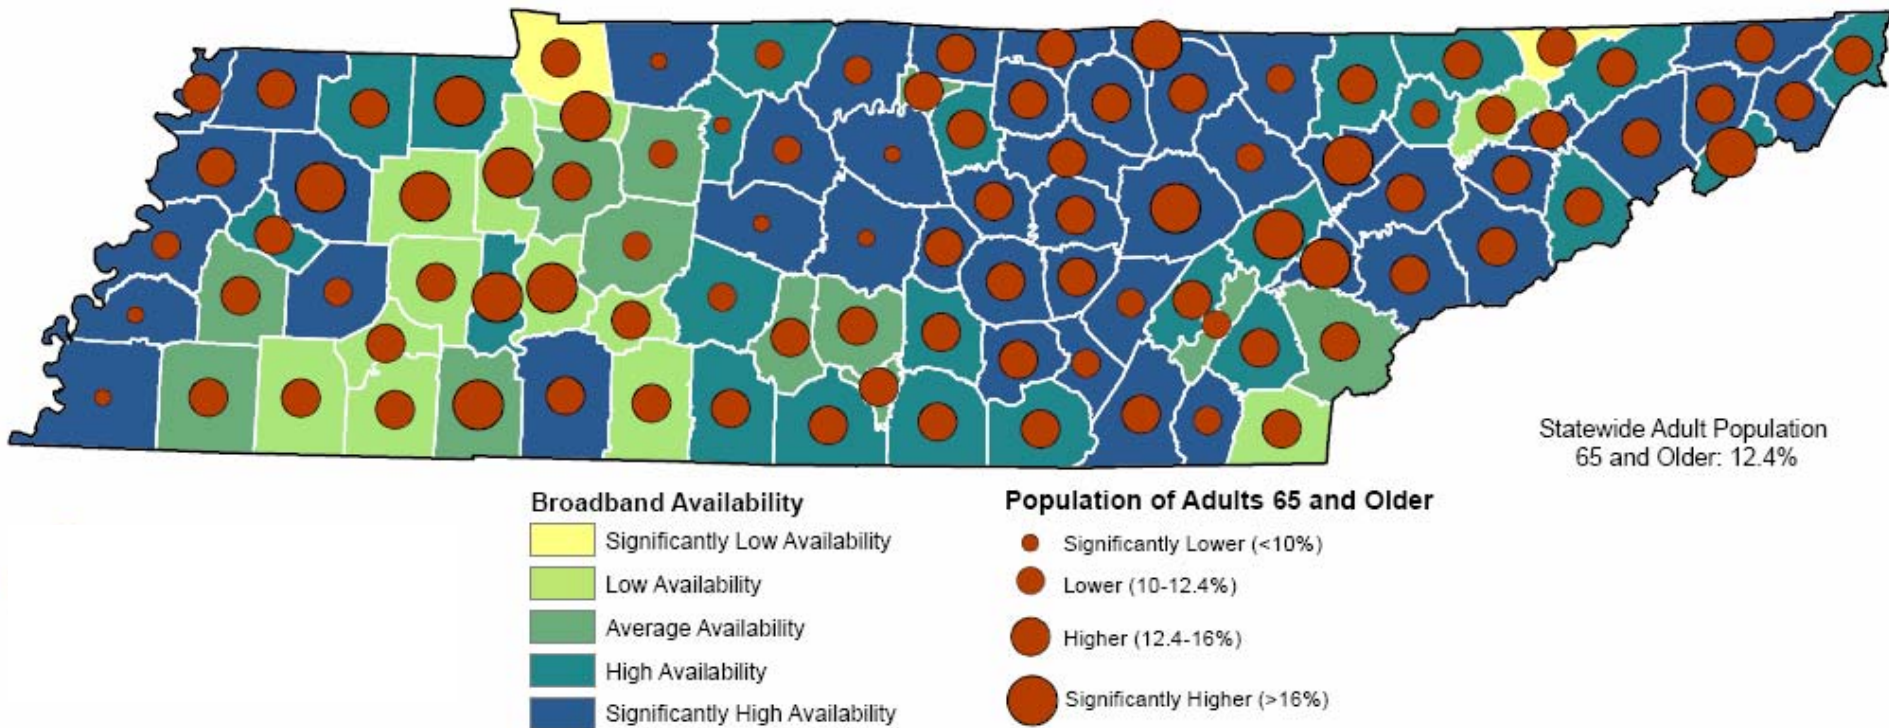 Statewide Adult Population
65 and Older: 12.4%
Broadband Availability
Significantly Low Availability
Low Availability
Average Availability
High Availability
Significantly High Availability
Population of Adults 65 and Older
Significantly Lower (<10%)
Lower (10-12.4%)
Higher (12.4-16%)
Significantly Higher (>16%)